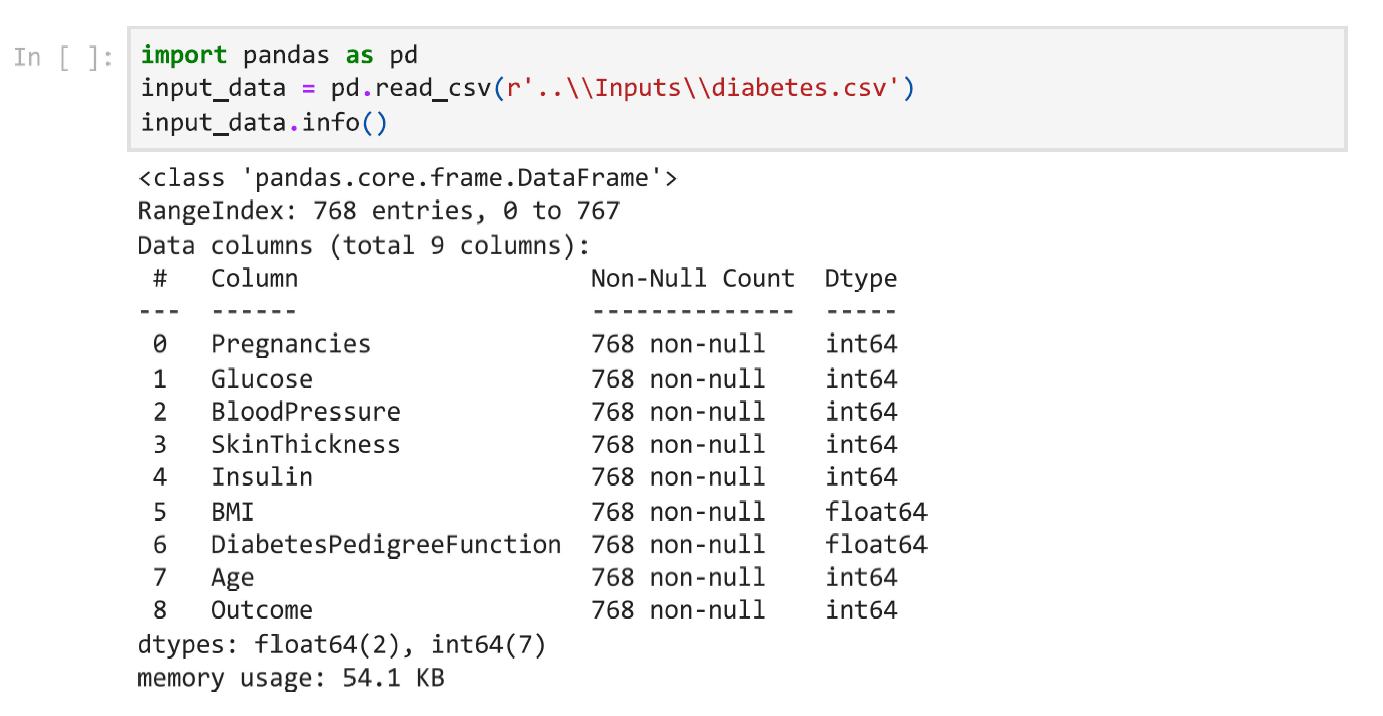 In [ ]:
import pandas as pd
input_data = pd.read_csv(r'..\\Inputs\\diabetes.csv')
input_data.info()
<class 'pandas.core.frame.DataFrame'>
RangeIndex: 768 entries, 0 to 767
Data columns (total 9 columns):
 #   Column                    Non-Null Count  Dtype
---  ------                    --------------  -----
 0   Pregnancies               768 non-null    int64
 1   Glucose                   768 non-null    int64
 2   BloodPressure             768 non-null    int64
 3   SkinThickness             768 non-null    int64
 4   Insulin                   768 non-null    int64
 5   BMI                       768 non-null    float64
 6   DiabetesPedigreeFunction  768 non-null    float64
 7   Age                       768 non-null    int64
 8   Outcome                   768 non-null    int64
dtypes: float64(2), int64(7)
memory usage: 54.1 KB